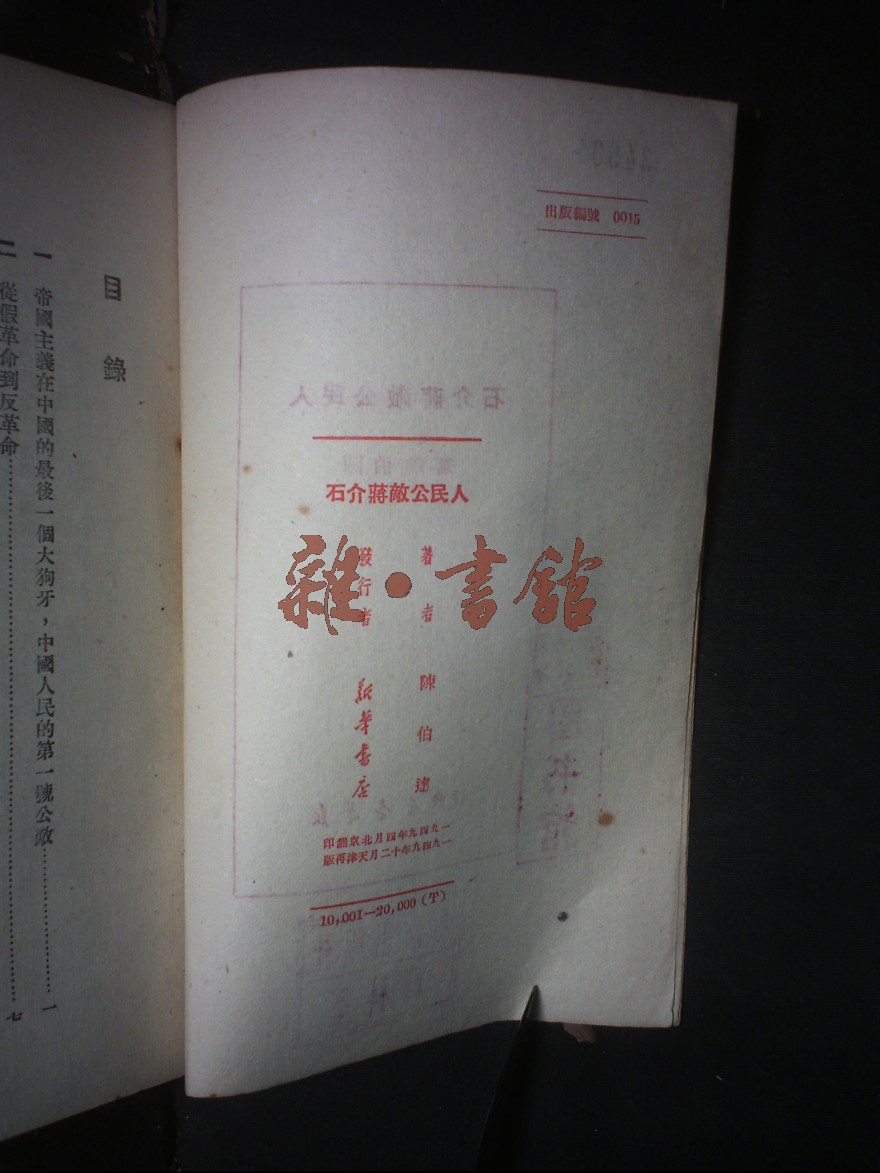 出版編號 0015
人民公敵蔣介石
著者 陳伯達
發行者 新華書店
一九四九年四月北京翻印
一九四九年十二月天津再版
10,001—20,000 (T)
雜·書館
目錄
一 帝國主義在中國的最後一個大狗牙，中國人民的第一號公敵……一
二 從假革命到反革命……七